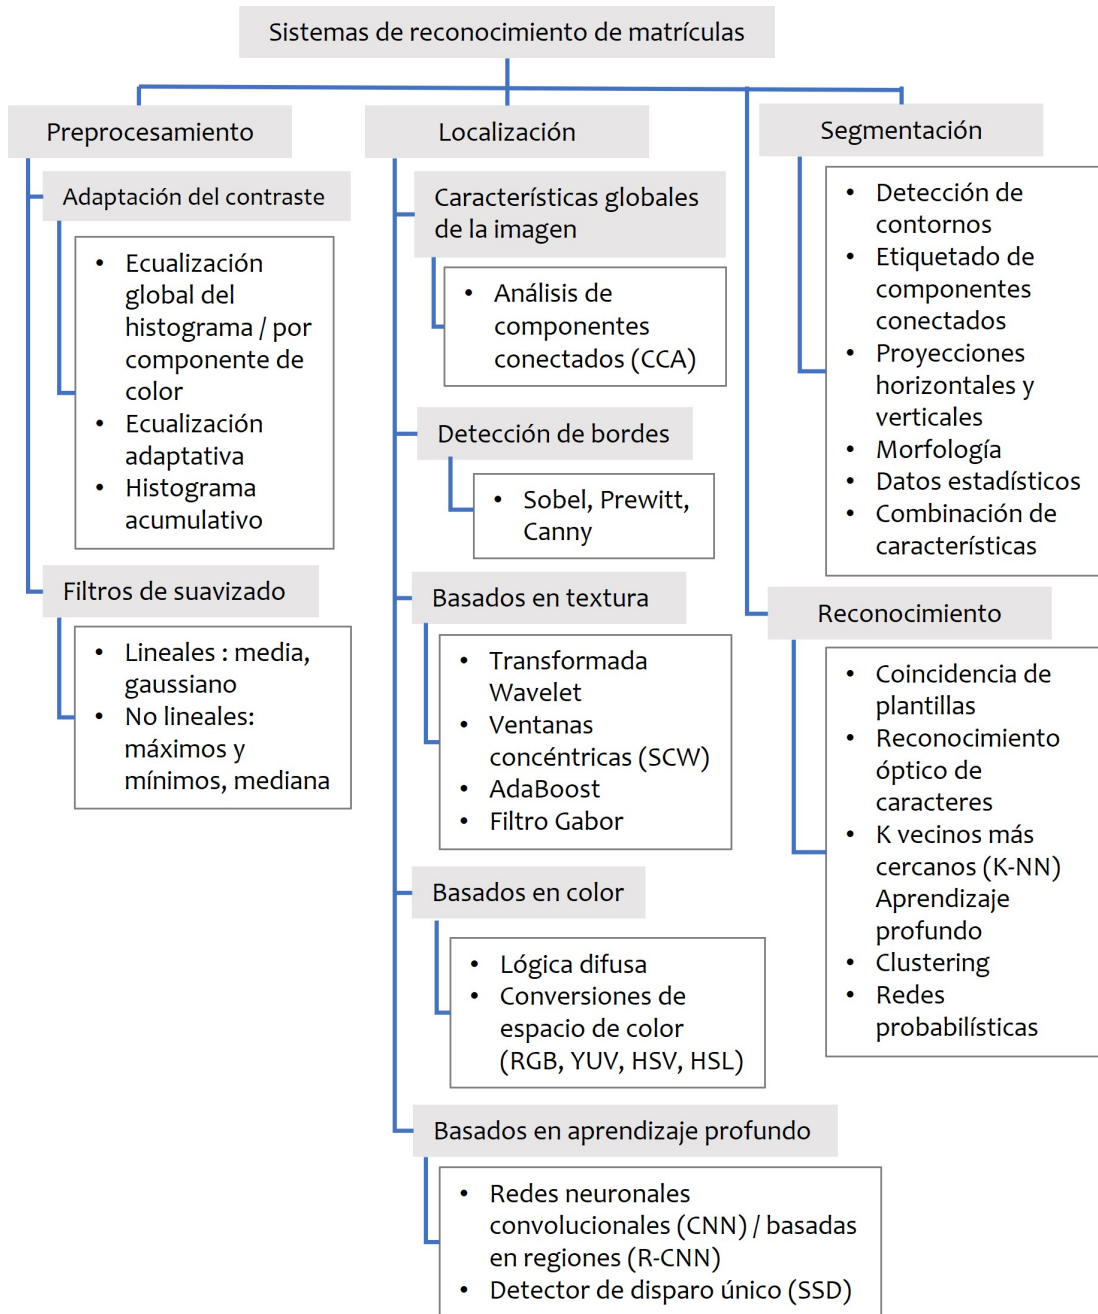 Sistemas de reconocimiento de matrículas
Preprocesamiento
Adaptación del contraste
• Ecualización
global del
histograma / por
componente de
color
• Ecualización
adaptativa
• Histograma
acumulativo
Filtros de suavizado
• Lineales : media,
gaussiano
• No lineales:
máximos y
mínimos, mediana
Localización
Características globales
de la imagen
• Análisis de
componentes
conectados (CCA)
Detección de bordes
• Sobel, Prewitt,
Canny
Basados en textura
• Transformada
Wavelet
• Ventanas
concéntricas (SCW)
• AdaBoost
• Filtro Gabor
Basados en color
• Lógica difusa
• Conversiones de
espacio de color
(RGB, YUV, HSV, HSL)
Basados en aprendizaje profundo
• Redes neuronales
convolucionales (CNN) / basadas
en regiones (R-CNN)
• Detector de disparo único (SSD)
Segmentación
• Detección de
contornos
• Etiquetado de
componentes
conectados
• Proyecciones
horizontales y
verticales
• Morfología
• Datos estadísticos
• Combinación de
características
Reconocimiento
• Coincidencia de
plantillas
• Reconocimiento
óptico de
caracteres
• K vecinos más
cercanos (K-NN)
Aprendizaje
profundo
• Clustering
• Redes
probabilísticas